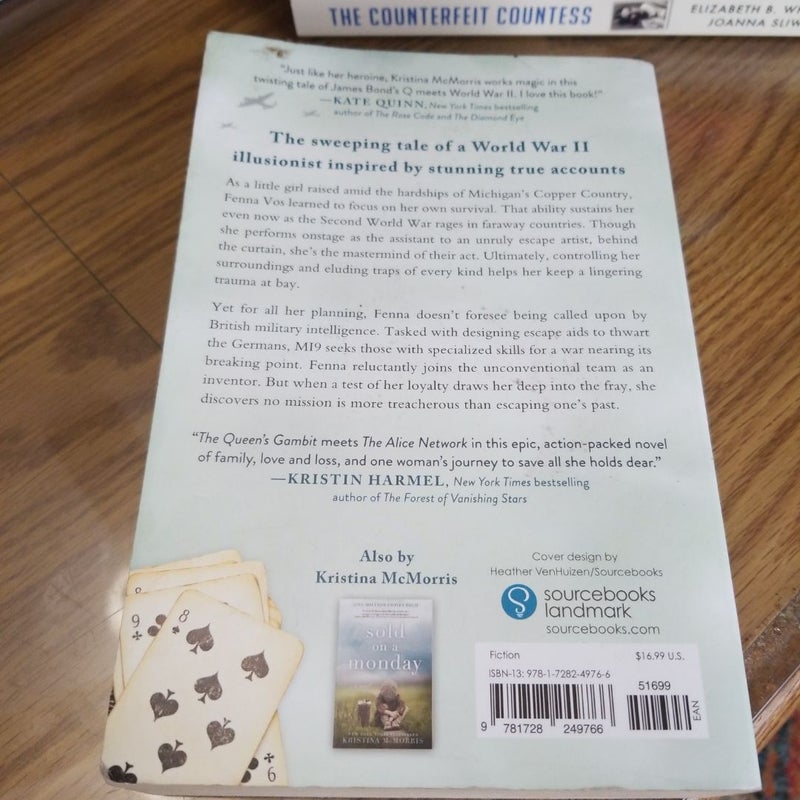 THE COUNTERFEIT COUNTESS
ELIZABETH B.
JOANNA
"Just like her heroine, Kristina McMorris works magic in this
twisting tale of James Bond's Q meets World War II. I love this book!"
—KATE QUINN, New York Times bestselling
author of The Rose Code and The Diamond Eye
The sweeping tale of a World War II
illusionist inspired by stunning true accounts
As a little girl raised amid the hardships of Michigan's Copper Country,
Fenna Vos learned to focus on her own survival. That ability sustains her
even now as the Second World War rages in faraway countries. Though
she performs onstage as the assistant to an unruly escape artist, behind
the curtain, she's the mastermind of their act. Ultimately, controlling her
surroundings and eluding traps of every kind helps her keep a lingering
trauma at bay.
Yet for all her planning, Fenna doesn't foresee being called upon by
British military intelligence. Tasked with designing escape aids to thwart
the Germans, MI9 seeks those with specialized skills for a war nearing its
breaking point. Fenna reluctantly joins the unconventional team as an
inventor. But when a test of her loyalty draws her deep into the fray, she
discovers no mission is more treacherous than escaping one's past.
"The Queen's Gambit meets The Alice Network in this epic, action-packed novel
of family, love and loss, and one woman's journey to save all she holds dear."
—KRISTIN HARMEL, New York Times bestselling
author of The Forest of Vanishing Stars
Also by
Kristina McMorris
sold
on a
monday
KRISTINA McMORRIS
Cover design by
Heather VenHuizen/Sourcebooks
sourcebooks
landmark
sourcebooks.com
Fiction
$16.99 U.S.
ISBN-13: 978-1-7282-4976-6
51699
9 781728 249766
EAN
8
9
8
9